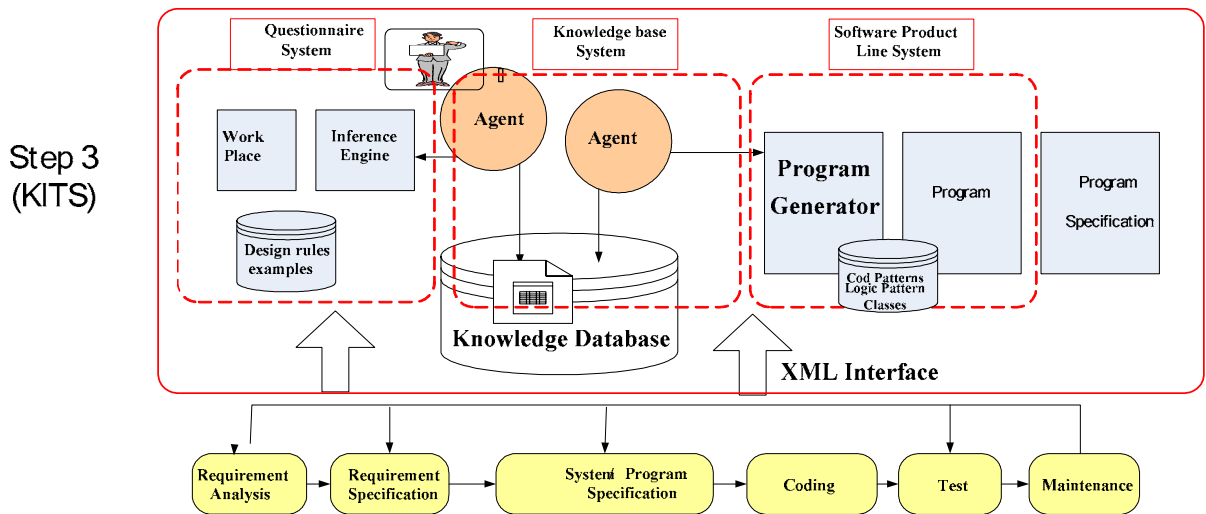 Questionnaire
System
Knowledge base
System
Software Product
Line System
Step 3
(KITS)
Work
Place
Inference
Engine
Design rules
examples
Agent
Agent
Knowledge Database
Program
Generator
Program
Cod Patterns
Logic Pattern
Classes
Program
Specification
XML Interface
Requirement
Analysis
Requirement
Specification
System/ Program
Specification
Coding
Test
Maintenance